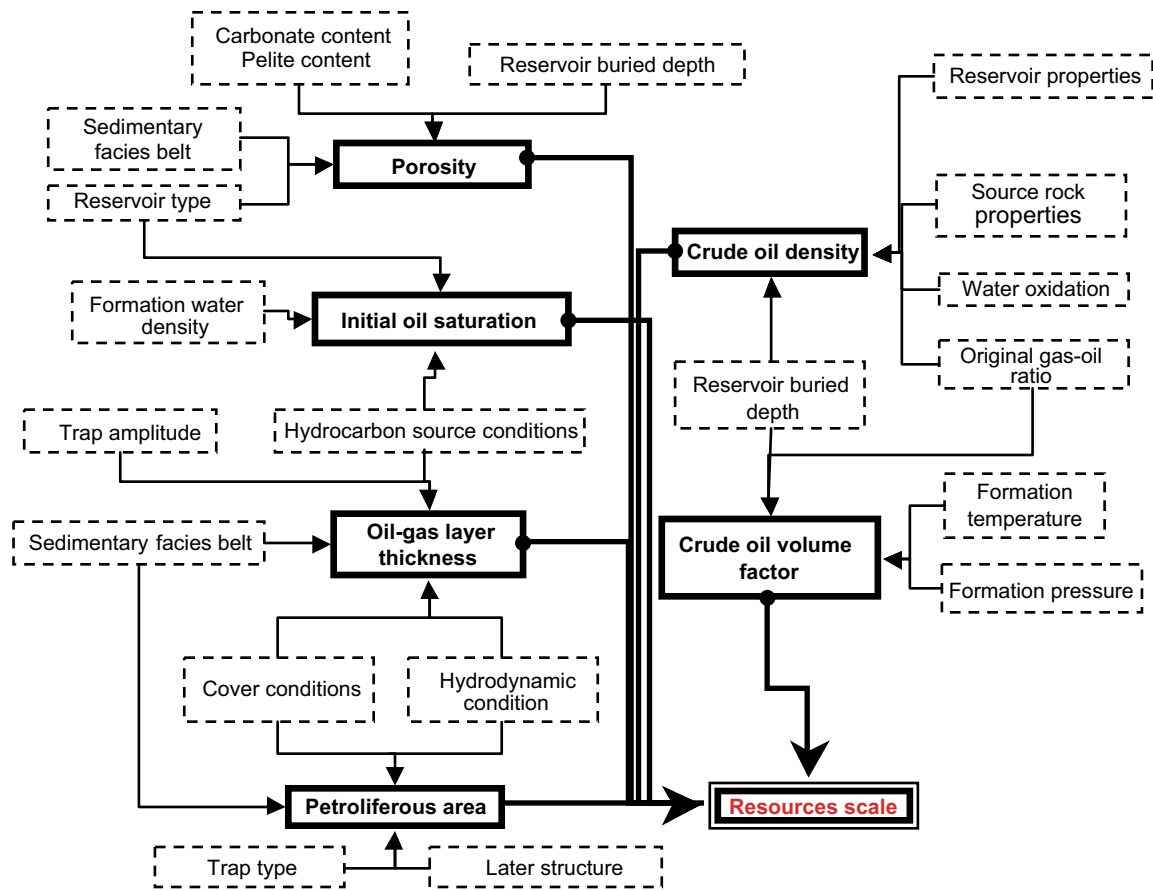 Carbonate content
Pelite content
Reservoir buried depth
Reservoir properties
Sedimentary
facies belt
Porosity
Reservoir type
Source rock
properties
Crude oil density
Formation water
density
Initial oil saturation
Water oxidation
Original gas-oil
ratio
Reservoir buried
depth
Trap amplitude
Hydrocarbon source conditions
Formation
temperature
Sedimentary facies belt
Oil-gas layer
thickness
Crude oil volume
factor
Formation pressure
Cover conditions
Hydrodynamic
condition
Petroliferous area
Resources scale
Trap type
Later structure